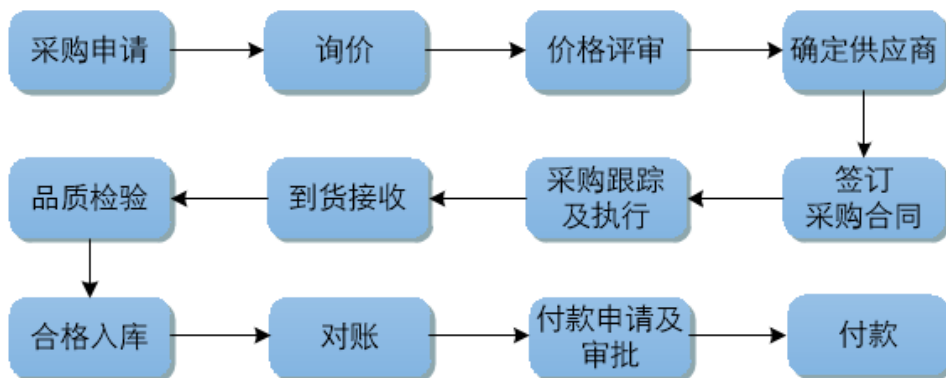 采购申请
询价
价格评审
确定供应商
签订
采购合同
采购跟踪
及执行
到货接收
品质检验
合格入库
对账
付款申请及
审批
付款